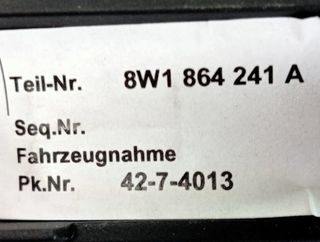 Teil-Nr. 8W1 864 241 A
Seq.Nr.
Fahrzeugnahme
Pk.Nr. 42-7-4013